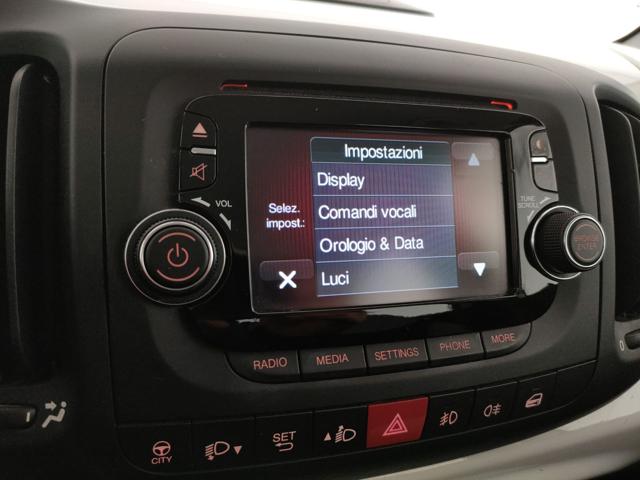 Impostazioni
Display
Selez.
impost.:
Comandi vocali
Orologio & Data
Luci
VOL
TUNE
SCROLL
BROWSE
ENTER
RADIO
MEDIA
SETTINGS
PHONE
MORE
CITY
SET
0